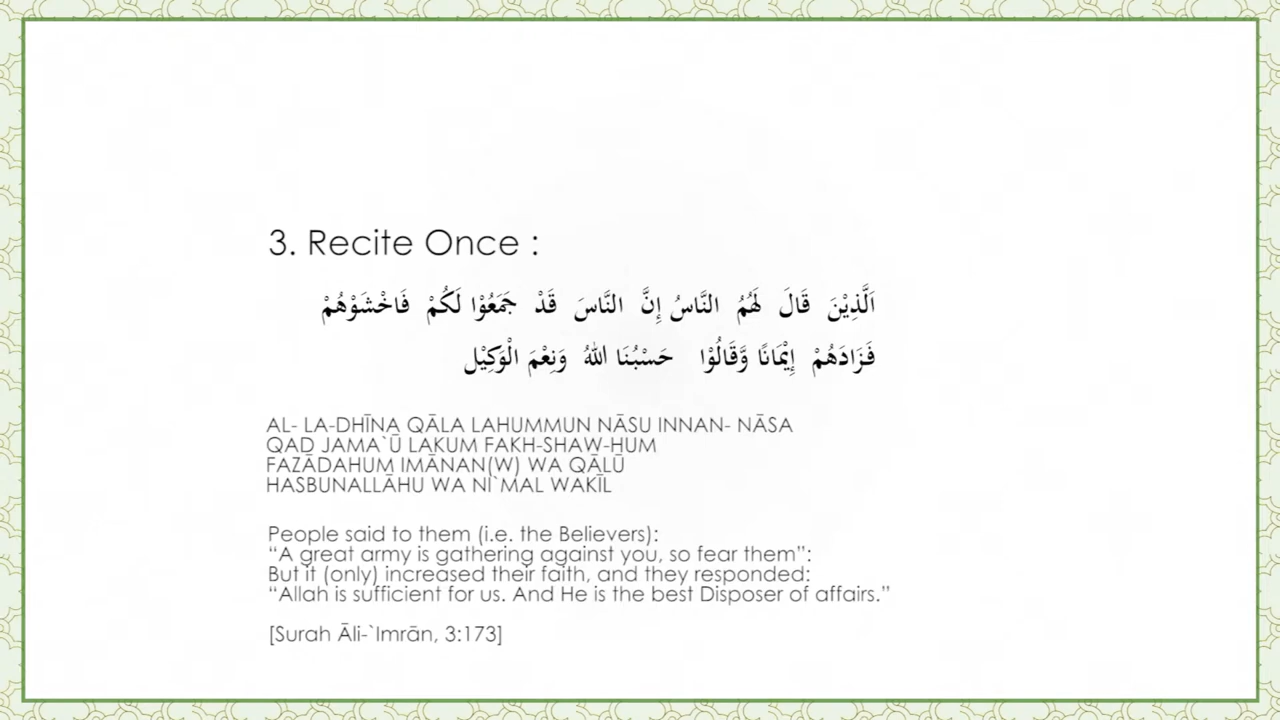 3. Recite Once :
اَلَّذِيْنَ قَالَ لَهُمُ النَّاسُ إِنَّ النَّاسَ قَدْ جَمَعُوْا لَكُمْ فَاخْشَوْهُمْ
فَزَادَهُمْ إِيْمَانًا وَّقَالُوْا حَسْبُنَا اللهُ وَنِعْمَ الْوَكِيْل
AL- LA-DHĪNA QĀLA LAHUMMUN NĀSU INNAN- NĀSA
QAD JAMA`Ū LAKUM FAKH-SHAW-HUM
FAZĀDAHUM IMĀNAN(W) WA QĀLŪ
HASBUNALLĀHU WA NI`MAL WAKĪL
People said to them (i.e. the Believers):
“A great army is gathering against you, so fear them”:
But it (only) increased their faith, and they responded:
“Allah is sufficient for us. And He is the best Disposer of affairs.”
[Surah Āli-`Imrān, 3:173]